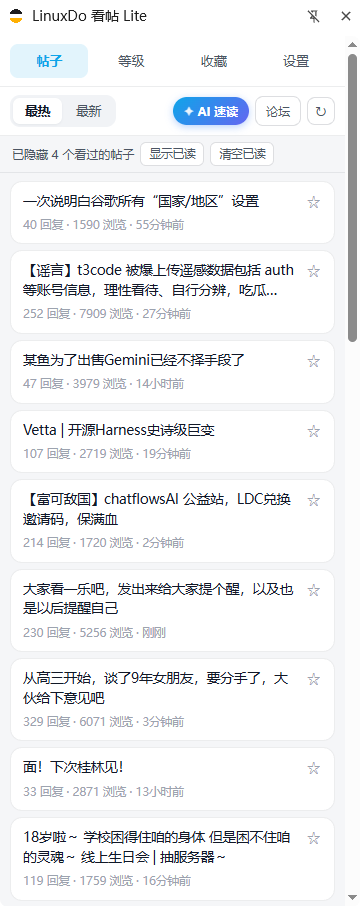 LinuxDo 看帖 Lite
帖子 等级 收藏 设置
最热 最新 AI 速读 论坛
已隐藏 4 个看过的帖子 显示已读 清空已读
一次说明白谷歌所有“国家/地区”设置
40 回复 · 1590 浏览 · 55分钟前
【谣言】t3code 被爆上传遥感数据包括 auth
等账号信息，理性看待、自行分辨，吃瓜...
252 回复 · 7909 浏览 · 27分钟前
某鱼为了出售Gemini已经不择手段了
47 回复 · 3979 浏览 · 14小时前
Vetta | 开源Harness史诗级巨变
107 回复 · 2719 浏览 · 19分钟前
【富可敌国】chatflowsAI 公益站，LDC兑换
邀请码，保满血
214 回复 · 1720 浏览 · 2分钟前
大家看一乐吧，发出来给大家提个醒，以及也
是以后提醒自己
230 回复 · 5256 浏览 · 刚刚
从高三开始，谈了9年女朋友，要分手了，大
伙给下意见吧
329 回复 · 6071 浏览 · 3分钟前
面！下次桂林见！
33 回复 · 2871 浏览 · 13小时前
18岁啦～ 学校困得住咱的身体 但是困不住咱
的灵魂～ 线上生日会 | 抽服务器～
119 回复 · 1759 浏览 · 16分钟前